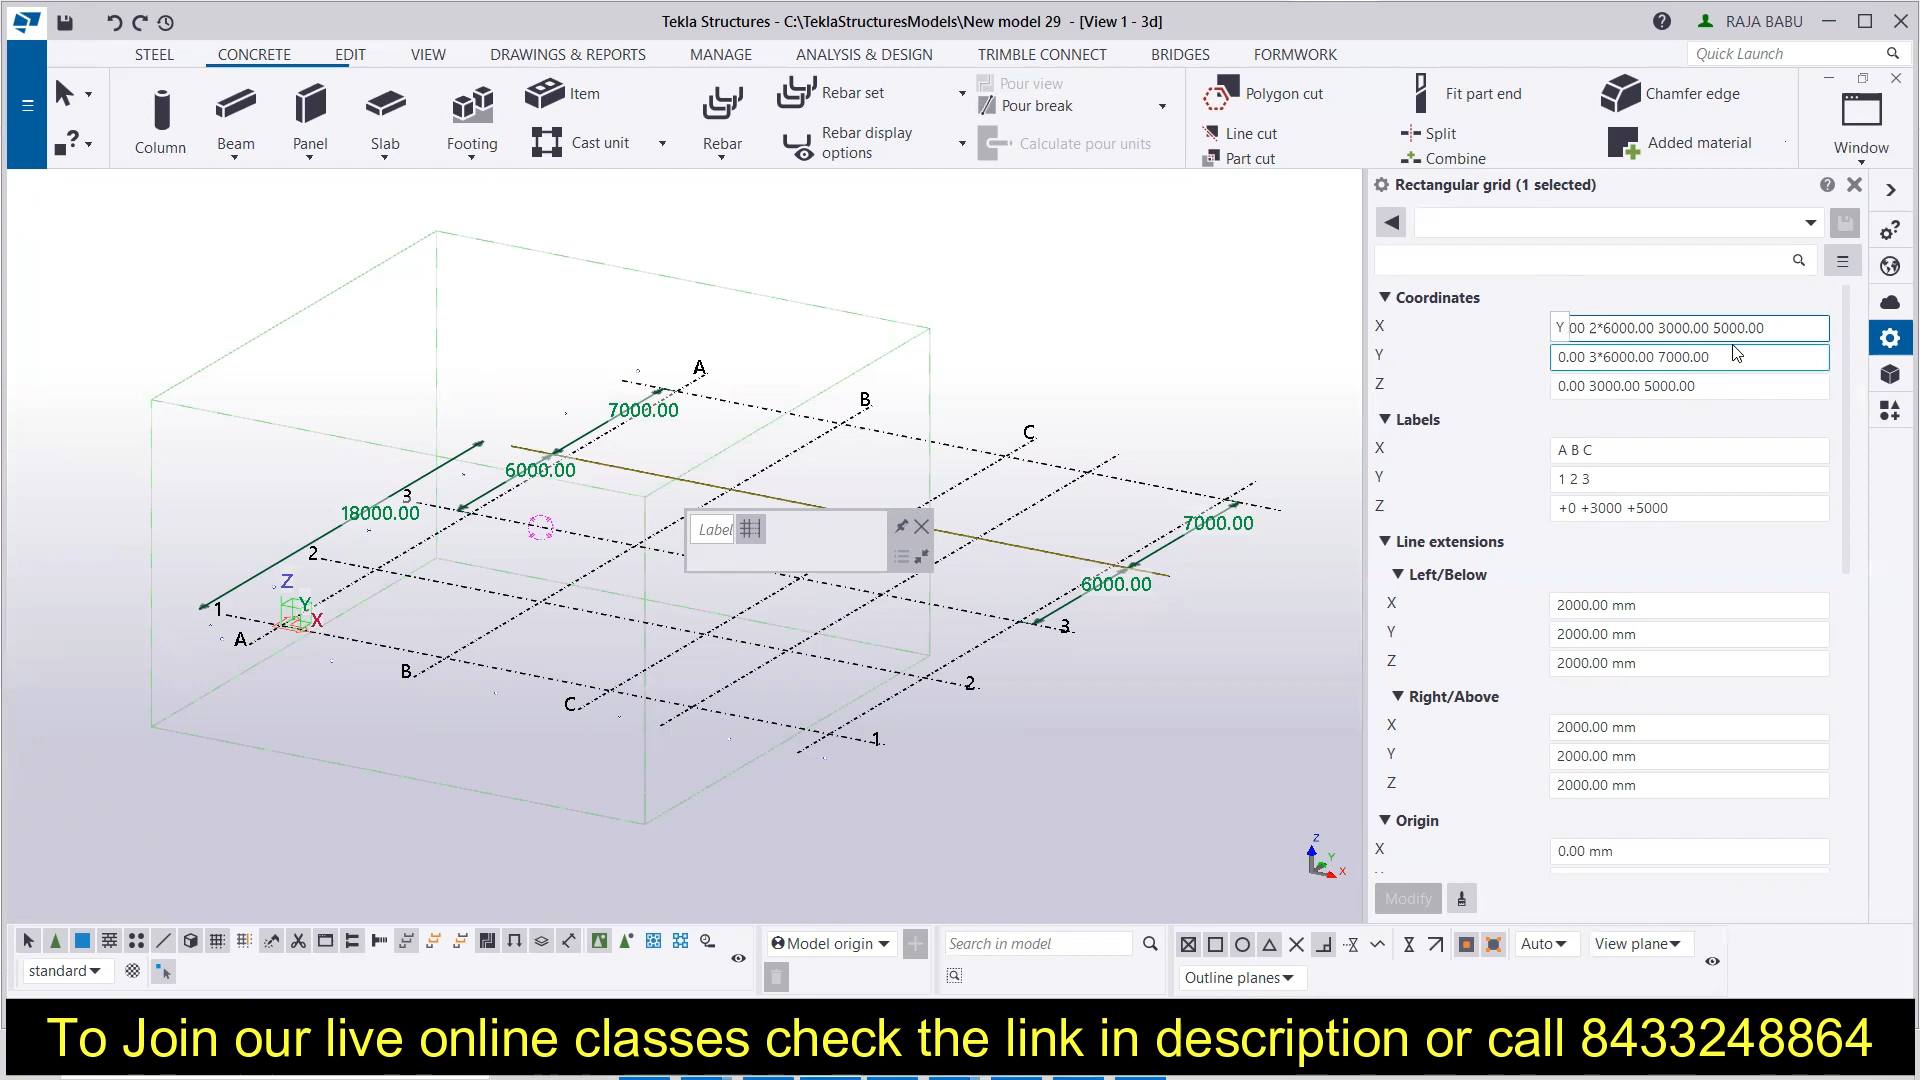 Tekla Structures - C:\TeklaStructuresModels\New model 29 - [View 1 - 3d]
RAJA BABU
STEEL CONCRETE EDIT VIEW DRAWINGS & REPORTS MANAGE ANALYSIS & DESIGN TRIMBLE CONNECT BRIDGES FORMWORK
Quick Launch
Column
Beam
Panel
Slab
Footing
Item
Cast unit
Rebar
Rebar set
Rebar display options
Pour view
Pour break
Calculate pour units
Polygon cut
Line cut
Part cut
Fit part end
Split
Combine
Chamfer edge
Added material
Window
Rectangular grid (1 selected)
Coordinates
X Y 00 2*6000.00 3000.00 5000.00
Y 0.00 3*6000.00 7000.00
Z 0.00 3000.00 5000.00
Labels
X A B C
Y 1 2 3
Z +0 +3000 +5000
Line extensions
Left/Below
X 2000.00 mm
Y 2000.00 mm
Z 2000.00 mm
Right/Above
X 2000.00 mm
Y 2000.00 mm
Z 2000.00 mm
Origin
X 0.00 mm
Modify
A
7000.00
B
C
6000.00
3
18000.00
7000.00
Label
2
6000.00
Z
Y
X
1
A
3
B
2
C
1
Z
Y
X
Model origin
Search in model
Auto
View plane
standard
Outline planes
To Join our live online classes check the link in description or call 8433248864